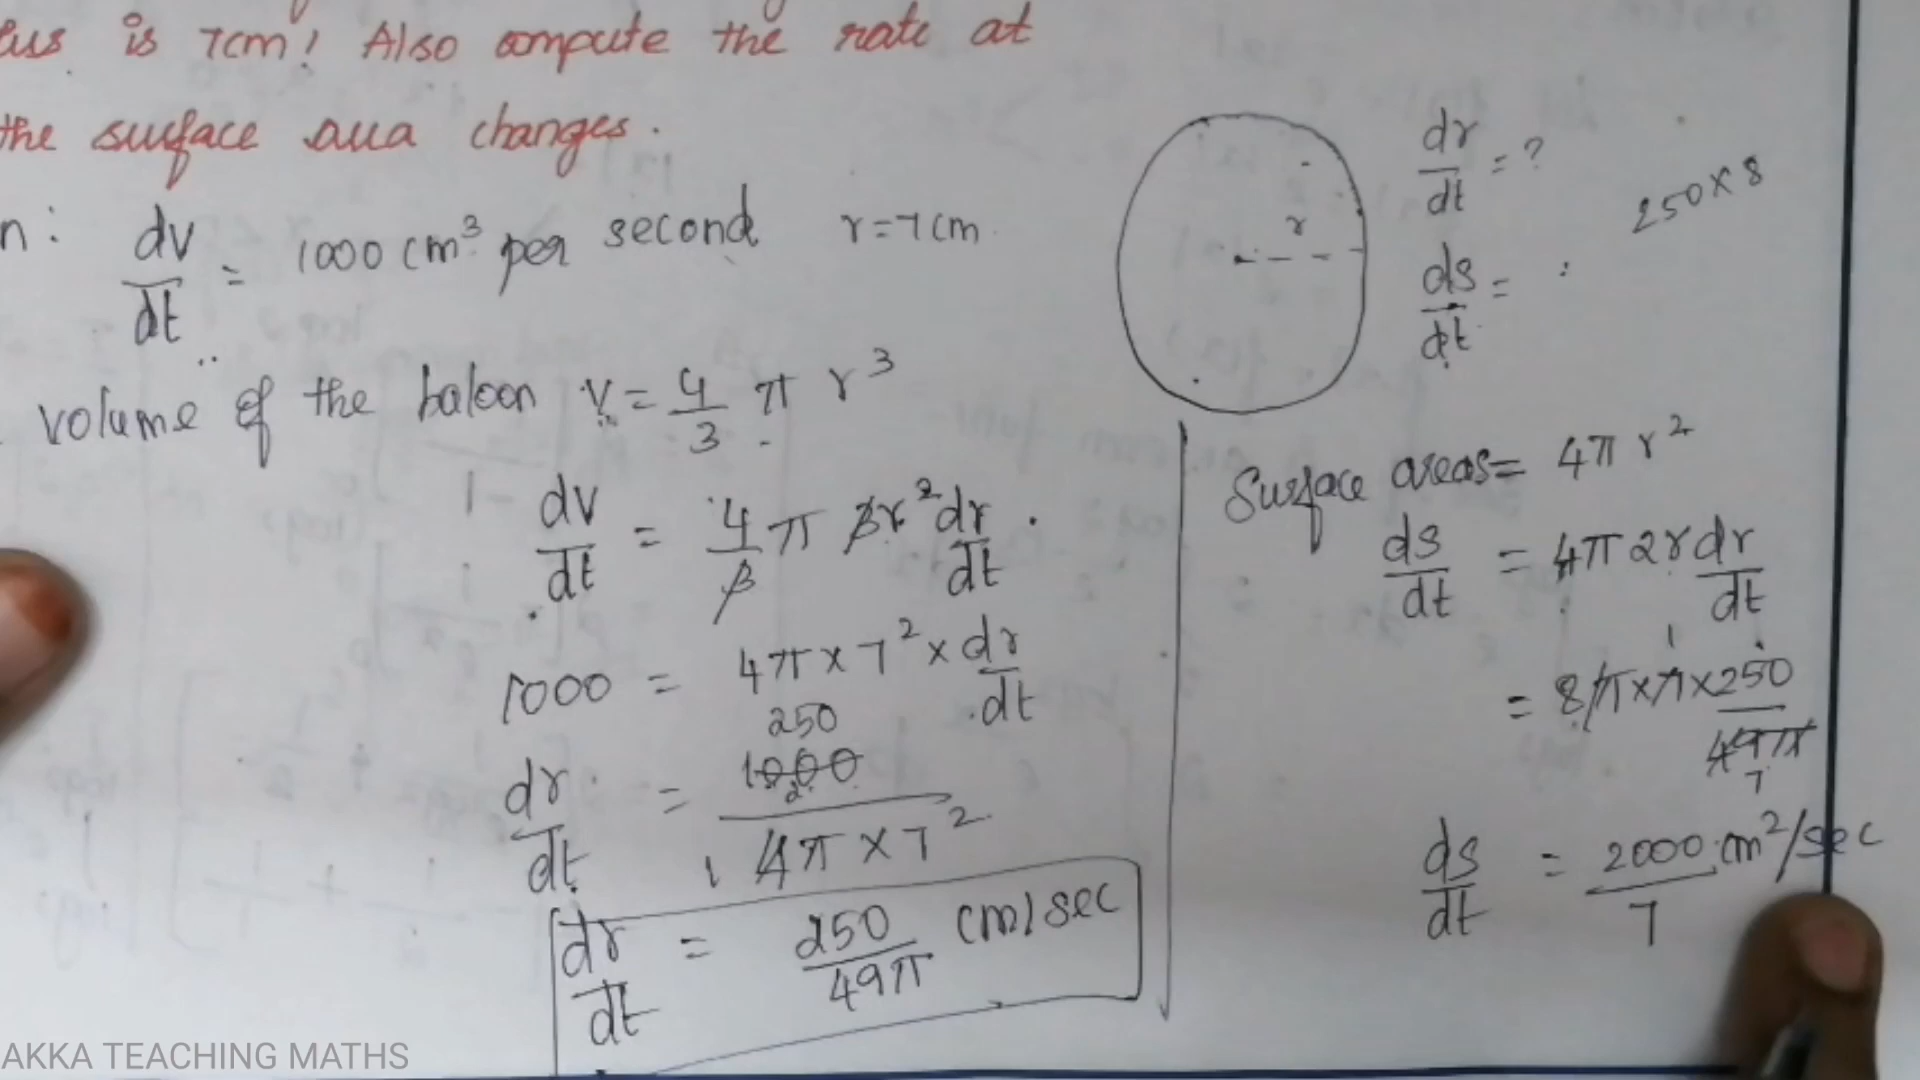 is 7cm? Also compute the rate at
the surface area changes.
dv/dt = 1000 cm³ per second r=7cm
volume of the baloon v = 4/3 π r³
dv/dt = 4/3 π 3r² dr/dt
1000 = 4π × 7² × dr/dt
250
dr/dt = 1000 / 4π × 7²
dr/dt = 250/49π cm/sec
r
dr/dt = ?
250 × 8
ds/dt =
Surface area s = 4π r²
ds/dt = 4π 2r dr/dt
1
= 8π × 7 × 250/49π
7
ds/dt = 2000/7 cm²/sec
AKKA TEACHING MATHS